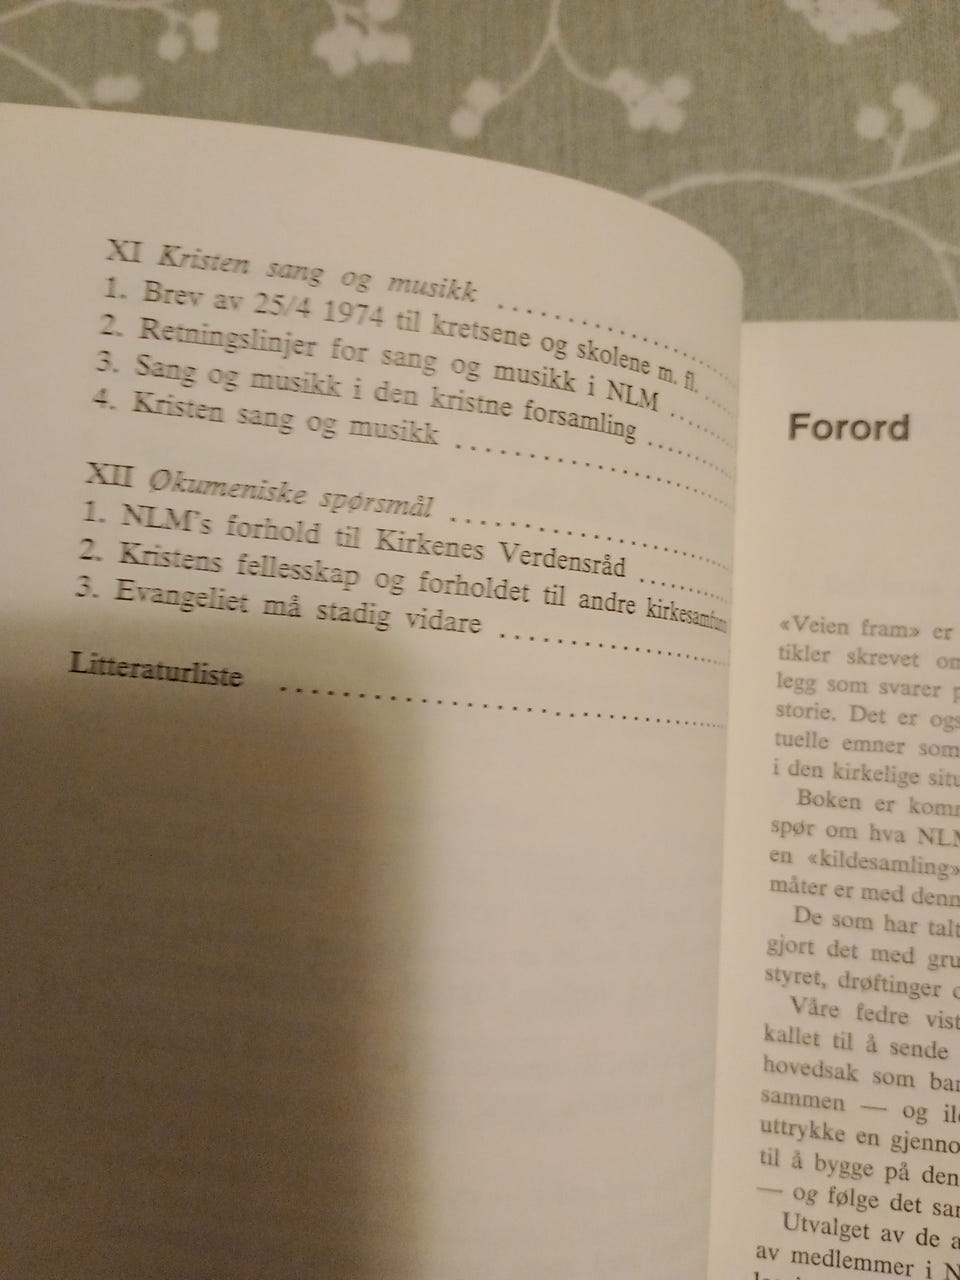 XI Kristen sang og musikk ....................
1. Brev av 25/4 1974 til kretsene og skolene m. fl. .....
2. Retningslinjer for sang og musikk i NLM ........
3. Sang og musikk i den kristne forsamling ..........
4. Kristen sang og musikk ......................
XII Økumeniske spørsmål ......................
1. NLM's forhold til Kirkenes Verdensråd ..........
2. Kristens fellesskap og forholdet til andre kirkesamfunn
3. Evangeliet må stadig vidare ....................
Litteraturliste ..................................
Forord
«Veien fram» er
tikler skrevet
legg som svarer
storie. Det er
tuelle emner som
i den kirkelige
Boken er
spør om hva NLM
en «kildesamling»
måter er med
De som har talt
gjort det med
styret, drøftinger
Våre fedre
kallet til å sende
hovedsak som
sammen — og
uttrykke en
til å bygge på
— og følge det
Utvalget av de
av medlemmer i